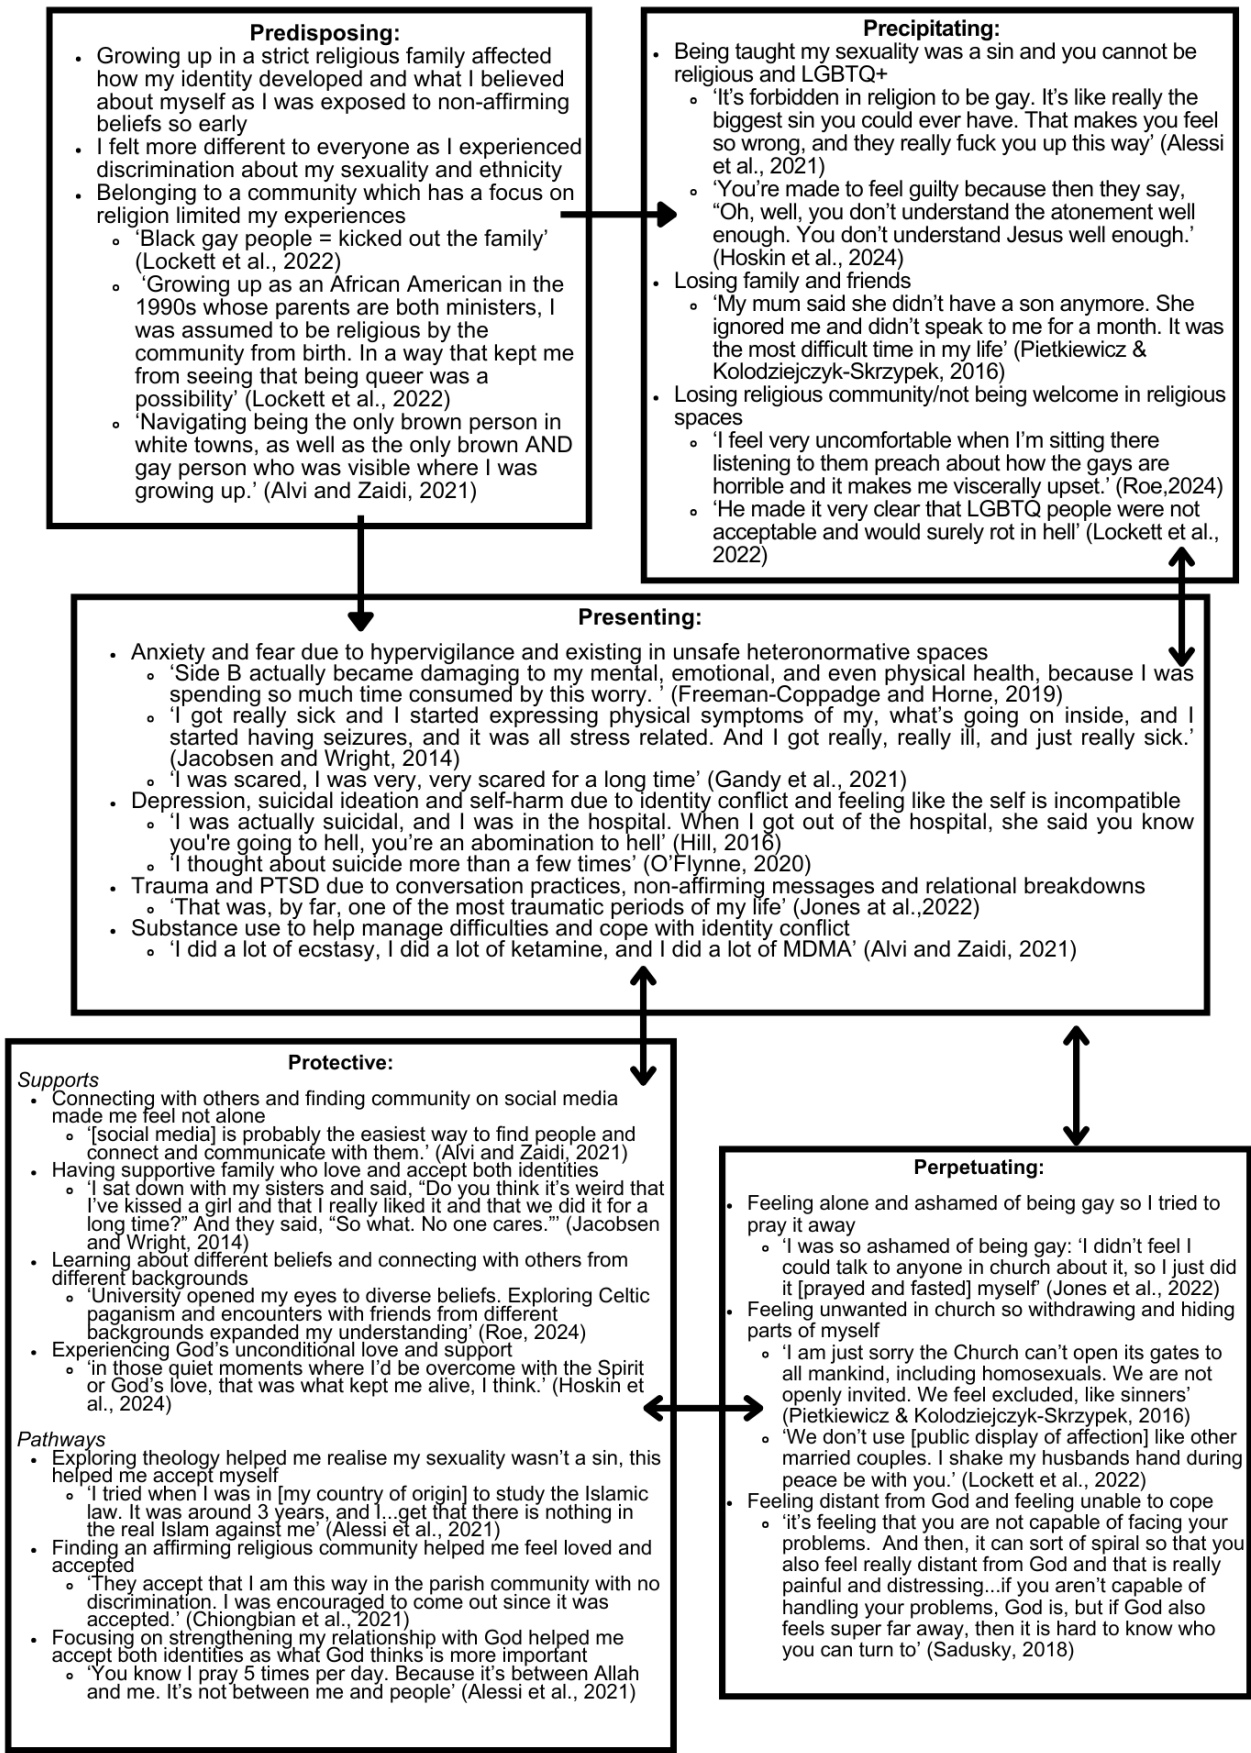 Predisposing:
• Growing up in a strict religious family affected
how my identity developed and what I believed
about myself as I was exposed to non-affirming
beliefs so early
• I felt more different to everyone as I experienced
discrimination about my sexuality and ethnicity
• Belonging to a community which has a focus on
religion limited my experiences
∘ ‘Black gay people = kicked out the family’
(Lockett et al., 2022)
∘ ‘Growing up as an African American in the
1990s whose parents are both ministers, I
was assumed to be religious by the
community from birth. In a way that kept me
from seeing that being queer was a
possibility’ (Lockett et al., 2022)
∘ ‘Navigating being the only brown person in
white towns, as well as the only brown AND
gay person who was visible where I was
growing up.’ (Alvi and Zaidi, 2021)
Precipitating:
• Being taught my sexuality was a sin and you cannot be
religious and LGBTQ+
∘ ‘It’s forbidden in religion to be gay. It’s like really the
biggest sin you could ever have. That makes you feel
so wrong, and they really fuck you up this way’ (Alessi
et al., 2021)
∘ ‘You’re made to feel guilty because then they say,
“Oh, well, you don’t understand the atonement well
enough. You don’t understand Jesus well enough.’
(Hoskin et al., 2024)
• Losing family and friends
∘ ‘My mum said she didn’t have a son anymore. She
ignored me and didn’t speak to me for a month. It was
the most difficult time in my life’ (Pietkiewicz &
Kolodziejczyk-Skrzypek, 2016)
• Losing religious community/not being welcome in religious
spaces
∘ ‘I feel very uncomfortable when I’m sitting there
listening to them preach about how the gays are
horrible and it makes me viscerally upset.’ (Roe,2024)
∘ ‘He made it very clear that LGBTQ people were not
acceptable and would surely rot in hell’ (Lockett et al.,
2022)
Presenting:
• Anxiety and fear due to hypervigilance and existing in unsafe heteronormative spaces
∘ ‘Side B actually became damaging to my mental, emotional, and even physical health, because I was
spending so much time consumed by this worry. ’ (Freeman-Coppadge and Horne, 2019)
∘ ‘I got really sick and I started expressing physical symptoms of my, what’s going on inside, and I
started having seizures, and it was all stress related. And I got really, really ill, and just really sick.’
(Jacobsen and Wright, 2014)
∘ ‘I was scared, I was very, very scared for a long time’ (Gandy et al., 2021)
• Depression, suicidal ideation and self-harm due to identity conflict and feeling like the self is incompatible
∘ ‘I was actually suicidal, and I was in the hospital. When I got out of the hospital, she said you know
you're going to hell, you’re an abomination to hell’ (Hill, 2016)
∘ ‘I thought about suicide more than a few times’ (O’Flynne, 2020)
• Trauma and PTSD due to conversation practices, non-affirming messages and relational breakdowns
∘ ‘That was, by far, one of the most traumatic periods of my life’ (Jones at al.,2022)
• Substance use to help manage difficulties and cope with identity conflict
∘ ‘I did a lot of ecstasy, I did a lot of ketamine, and I did a lot of MDMA’ (Alvi and Zaidi, 2021)
Protective:
Supports
• Connecting with others and finding community on social media
made me feel not alone
∘ ‘[social media] is probably the easiest way to find people and
connect and communicate with them.’ (Alvi and Zaidi, 2021)
• Having supportive family who love and accept both identities
∘ ‘I sat down with my sisters and said, “Do you think it’s weird that
I’ve kissed a girl and that I really liked it and that we did it for a
long time?” And they said, “So what. No one cares.”’ (Jacobsen
and Wright, 2014)
• Learning about different beliefs and connecting with others from
different backgrounds
∘ ‘University opened my eyes to diverse beliefs. Exploring Celtic
paganism and encounters with friends from different
backgrounds expanded my understanding’ (Roe, 2024)
• Experiencing God’s unconditional love and support
∘ ‘in those quiet moments where I’d be overcome with the Spirit
or God’s love, that was what kept me alive, I think.’ (Hoskin et
al., 2024)
Pathways
• Exploring theology helped me realise my sexuality wasn’t a sin, this
helped me accept myself
∘ ‘I tried when I was in [my country of origin] to study the Islamic
law. It was around 3 years, and I...get that there is nothing in
the real Islam against me’ (Alessi et al., 2021)
• Finding an affirming religious community helped me feel loved and
accepted
∘ ‘They accept that I am this way in the parish community with no
discrimination. I was encouraged to come out since it was
accepted.’ (Chiongbian et al., 2021)
• Focusing on strengthening my relationship with God helped me
accept both identities as what God thinks is more important
∘ ‘You know I pray 5 times per day. Because it’s between Allah
and me. It’s not between me and people’ (Alessi et al., 2021)
Perpetuating:
• Feeling alone and ashamed of being gay so I tried to
pray it away
∘ ‘I was so ashamed of being gay: ‘I didn’t feel I
could talk to anyone in church about it, so I just did
it [prayed and fasted] myself’ (Jones et al., 2022)
• Feeling unwanted in church so withdrawing and hiding
parts of myself
∘ ‘I am just sorry the Church can’t open its gates to
all mankind, including homosexuals. We are not
openly invited. We feel excluded, like sinners’
(Pietkiewicz & Kolodziejczyk-Skrzypek, 2016)
∘ ‘We don’t use [public display of affection] like other
married couples. I shake my husbands hand during
peace be with you.’ (Lockett et al., 2022)
• Feeling distant from God and feeling unable to cope
∘ ‘it’s feeling that you are not capable of facing your
problems. And then, it can sort of spiral so that you
also feel really distant from God and that is really
painful and distressing...if you aren’t capable of
handling your problems, God is, but if God also
feels super far away, then it is hard to know who
you can turn to’ (Sadusky, 2018)